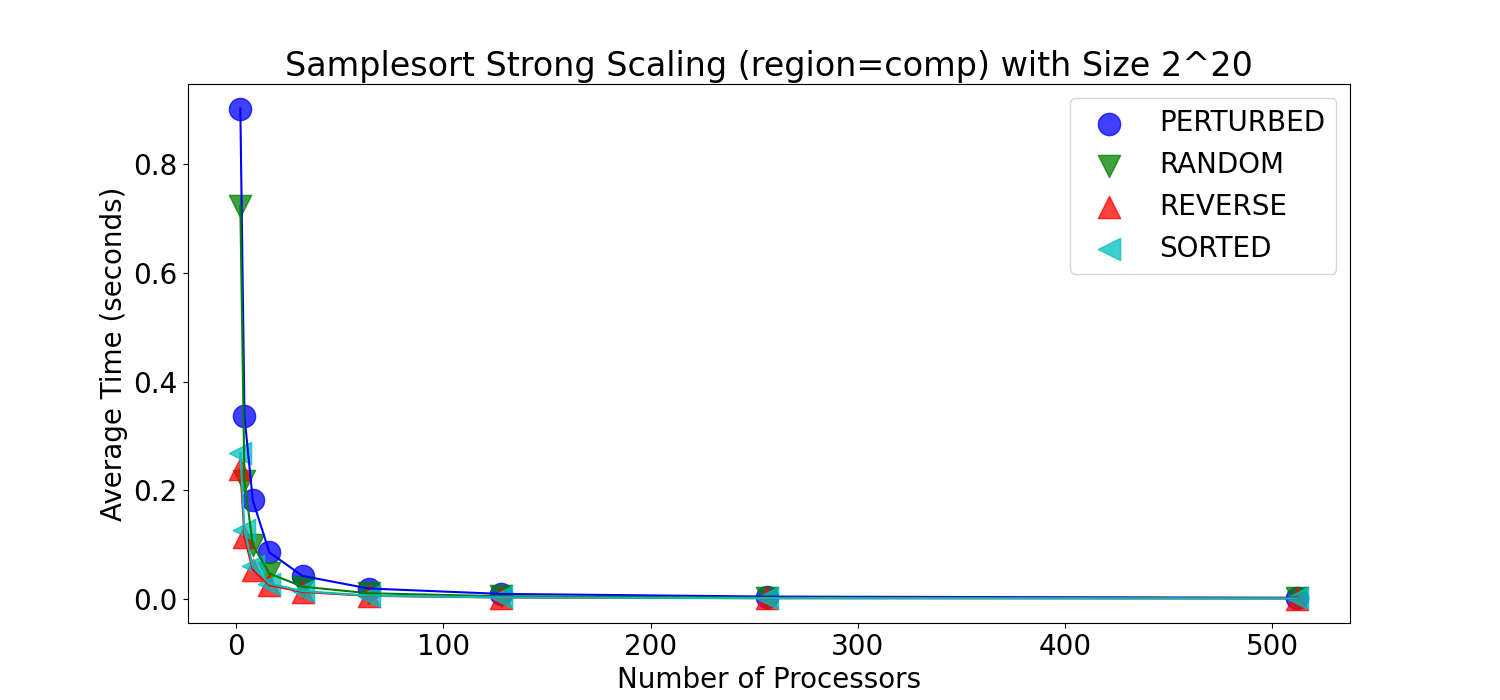 Samplesort Strong Scaling (region=comp) with Size 2^20
PERTURBED
RANDOM
REVERSE
SORTED
Average Time (seconds)
0.8
0.6
0.4
0.2
0.0
0 100 200 300 400 500
Number of Processors